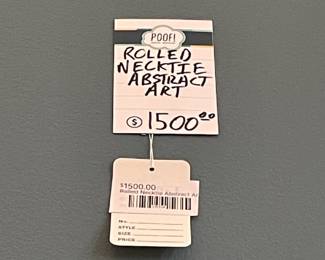 POOF!
ROLLED
NECKTIE
ABSTRACT
ART
$ 1500.00
$1500.00
Rolled Necktie Abstract Ar
No.
STYLE
SIZE
PRICE